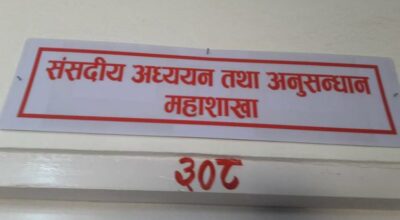 संसदीय अध्ययन तथा अनुसन्धान
महाशाखा
३०८